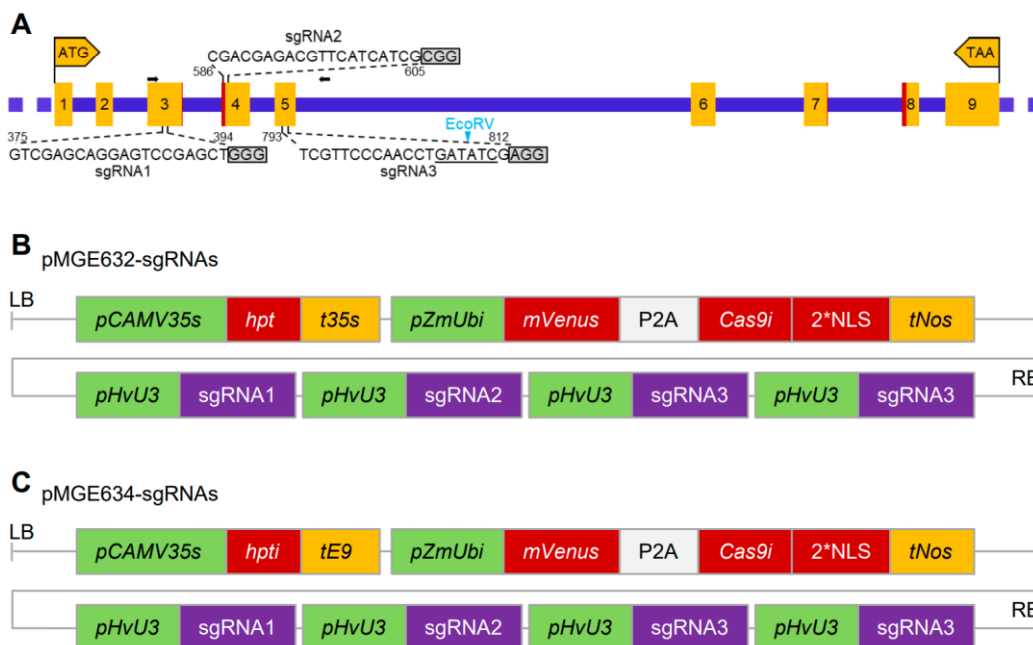 A
sgRNA2
CGACGAGACGTTCATCATCGCGG
586 605
ATG TAA
1 2 3 4 5 6 7 8 9
EcoRV
375 394 793 812
GTCGAGCAGGAGTCCGAGCTGGG TCGTTCCCAACCTGATATCGAGG
sgRNA1 sgRNA3
B pMGE632-sgRNAs
LB
pCAMV35s hpt t35s pZmUbi mVenus P2A Cas9i 2*NLS tNos
RB
pHvU3 sgRNA1 pHvU3 sgRNA2 pHvU3 sgRNA3 pHvU3 sgRNA3
C pMGE634-sgRNAs
LB
pCAMV35s hpti tE9 pZmUbi mVenus P2A Cas9i 2*NLS tNos
RB
pHvU3 sgRNA1 pHvU3 sgRNA2 pHvU3 sgRNA3 pHvU3 sgRNA3